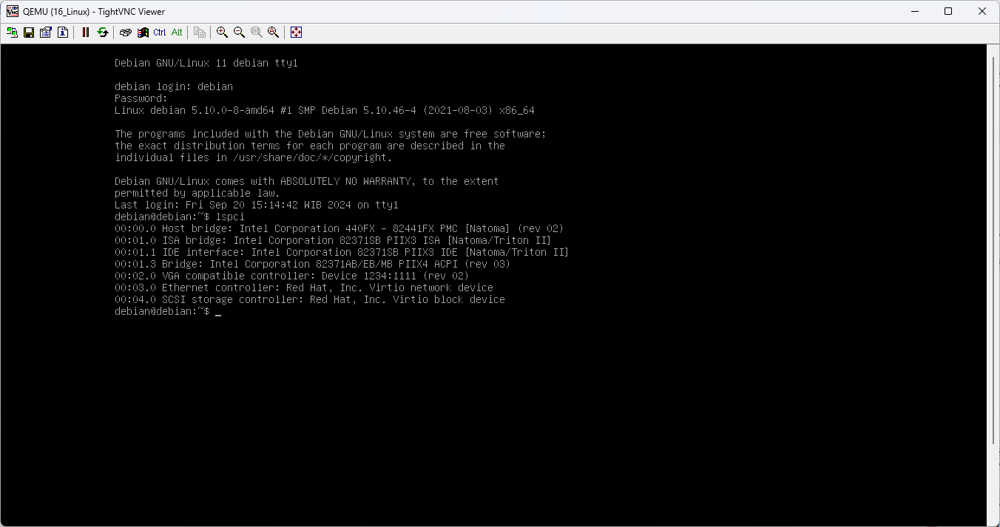 QEMU (16_Linux) - TightVNC Viewer
Ctrl Alt
Debian GNU/Linux 11 debian tty1
debian login: debian
Password:
Linux debian 5.10.0-8-amd64 #1 SMP Debian 5.10.46-4 (2021-08-03) x86_64
The programs included with the Debian GNU/Linux system are free software;
the exact distribution terms for each program are described in the
individual files in /usr/share/doc/*/copyright.
Debian GNU/Linux comes with ABSOLUTELY NO WARRANTY, to the extent
permitted by applicable law.
Last login: Fri Sep 20 15:14:42 WIB 2024 on tty1
debian@debian:~$ lspci
00:00.0 Host bridge: Intel Corporation 440FX - 82441FX PMC [Natoma] (rev 02)
00:01.0 ISA bridge: Intel Corporation 82371SB PIIX3 ISA [Natoma/Triton II]
00:01.1 IDE interface: Intel Corporation 82371SB PIIX3 IDE [Natoma/Triton II]
00:01.3 Bridge: Intel Corporation 82371AB/EB/MB PIIX4 ACPI (rev 03)
00:02.0 VGA compatible controller: Device 1234:1111 (rev 02)
00:03.0 Ethernet controller: Red Hat, Inc. Virtio network device
00:04.0 SCSI storage controller: Red Hat, Inc. Virtio block device
debian@debian:~$ _